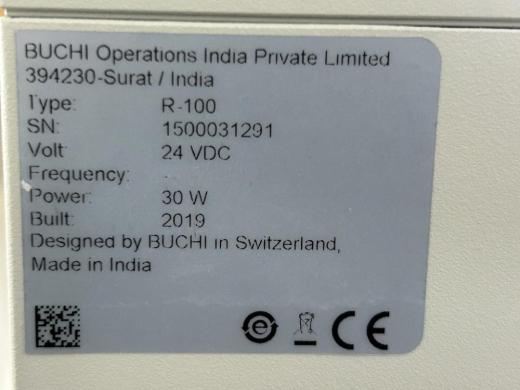 BUCHI Operations India Private Limited
394230-Surat / India
Type: R-100
SN: 1500031291
Volt 24 VDC
Frequency: -
Power: 30 W
Built: 2019
Designed by BUCHI in Switzerland,
Made in India
e CE